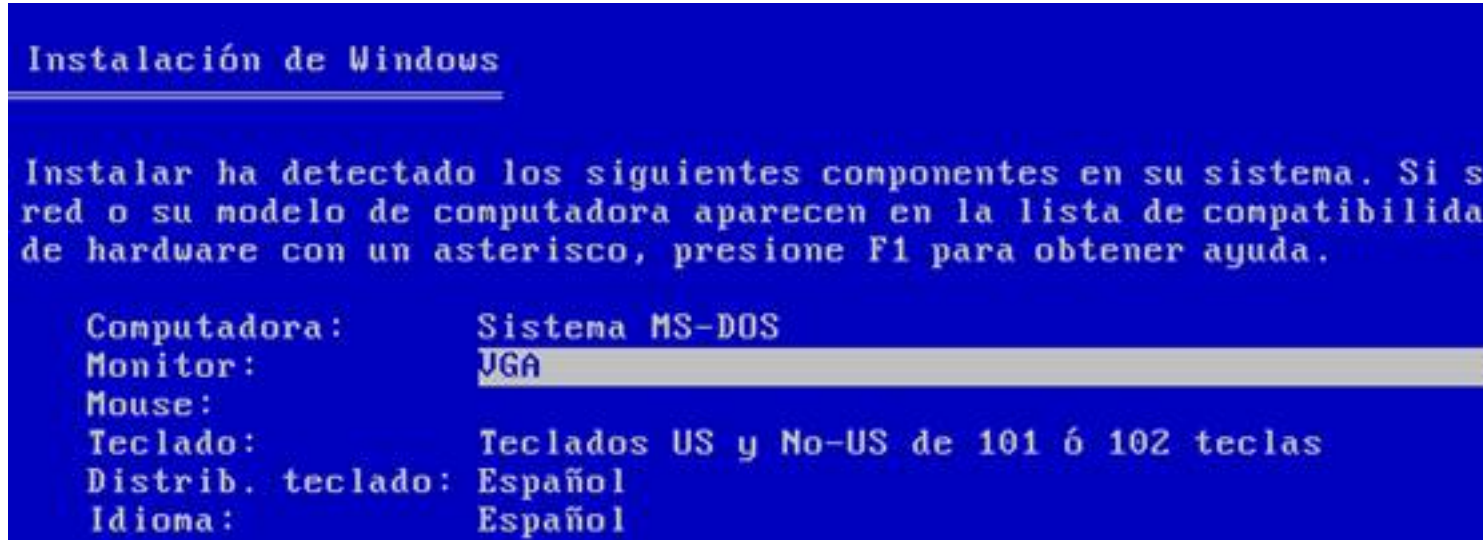 Instalación de Windows
Instalar ha detectado los siguientes componentes en su sistema. Si s
red o su modelo de computadora aparecen en la lista de compatibilida
de hardware con un asterisco, presione F1 para obtener ayuda.
Computadora: Sistema MS-DOS
Monitor: VGA
Mouse:
Teclado: Teclados US y No-US de 101 ó 102 teclas
Distrib. teclado: Español
Idioma: Español